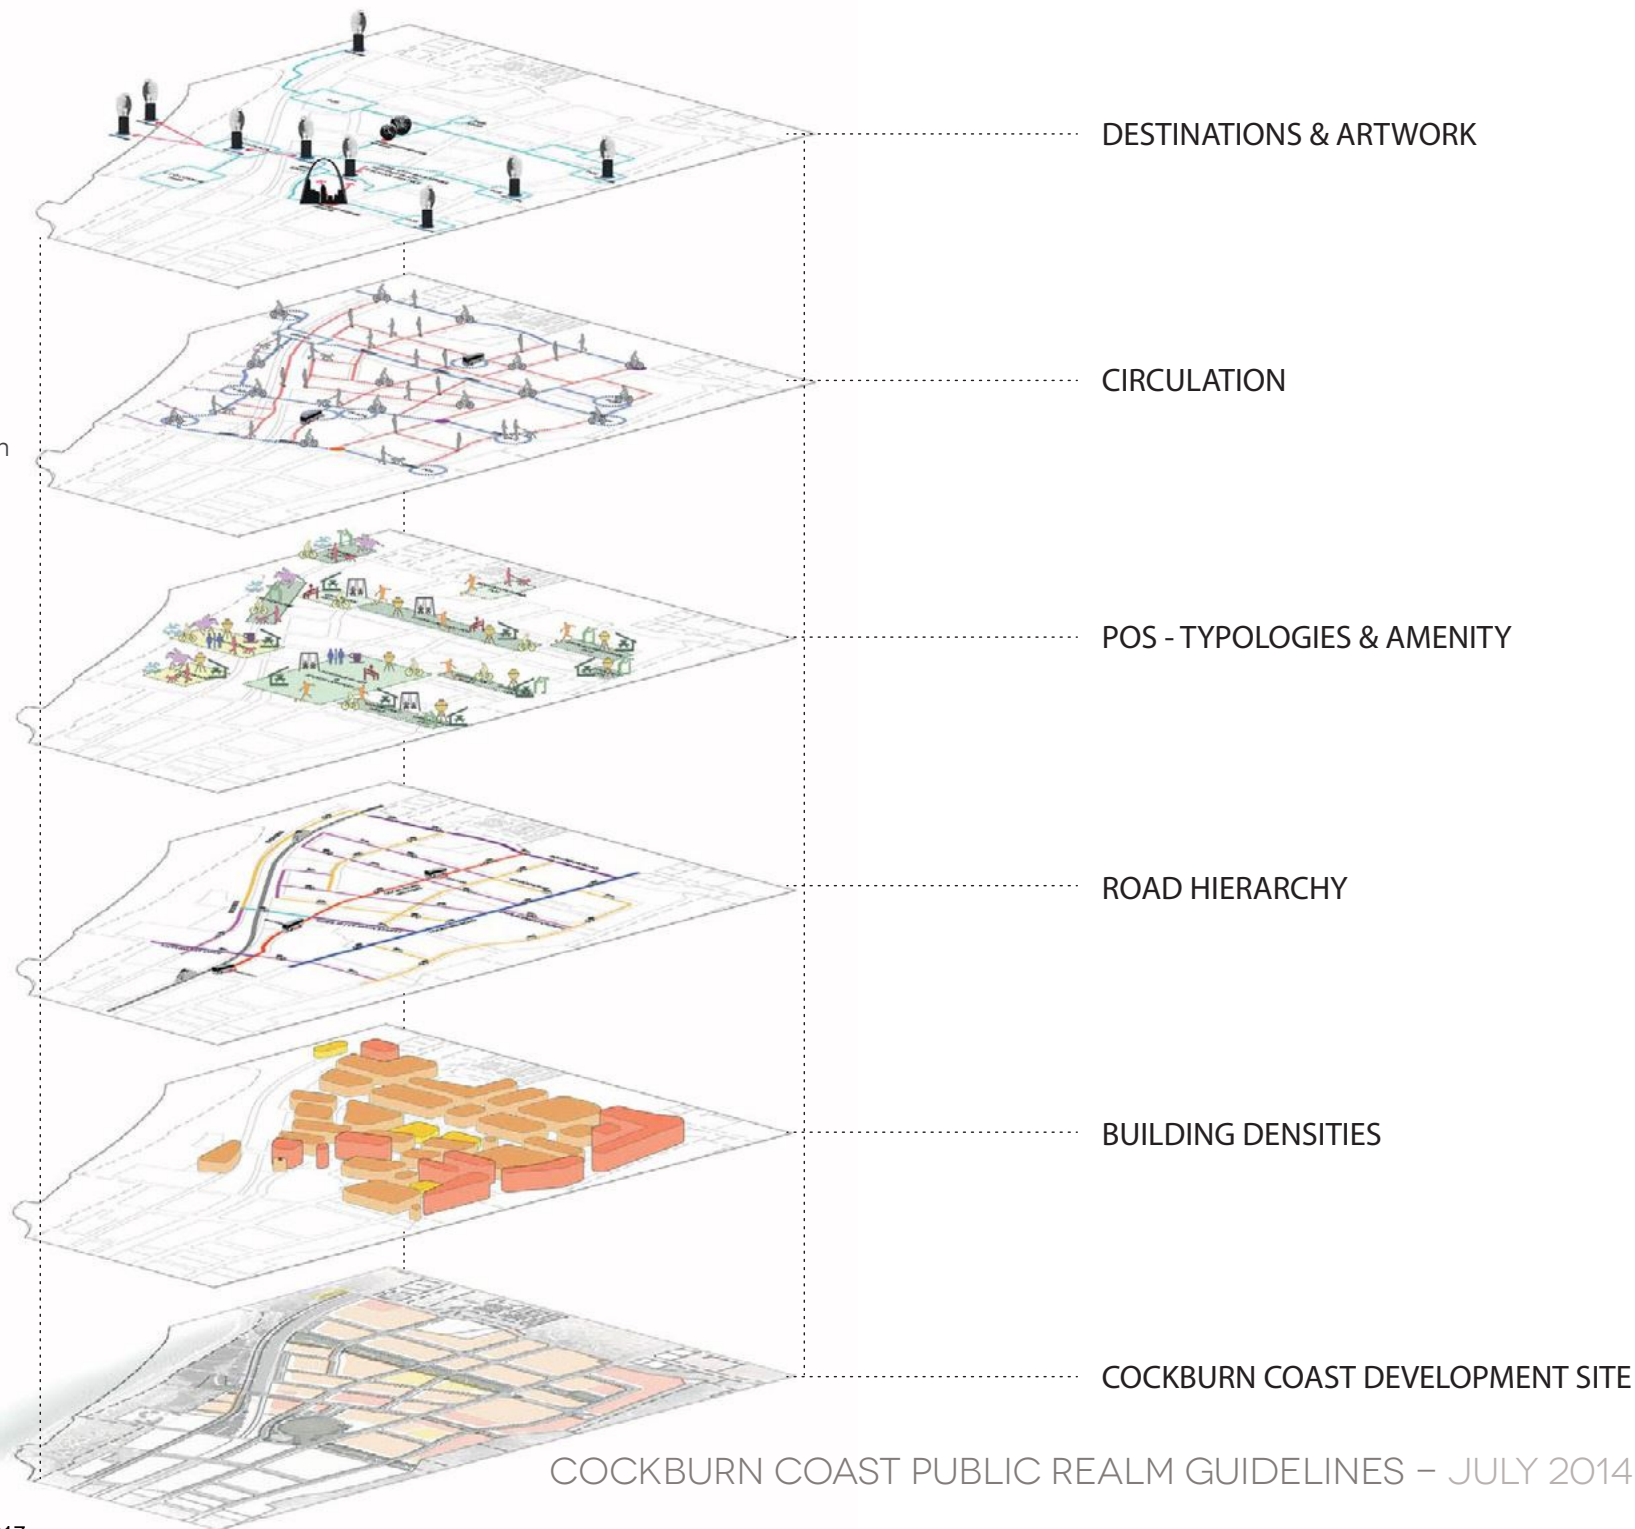 DESTINATIONS & ARTWORK
CIRCULATION
POS - TYPOLOGIES & AMENITY
ROAD HIERARCHY
BUILDING DENSITIES
COCKBURN COAST DEVELOPMENT SITE
COCKBURN COAST PUBLIC REALM GUIDELINES – JULY 2014